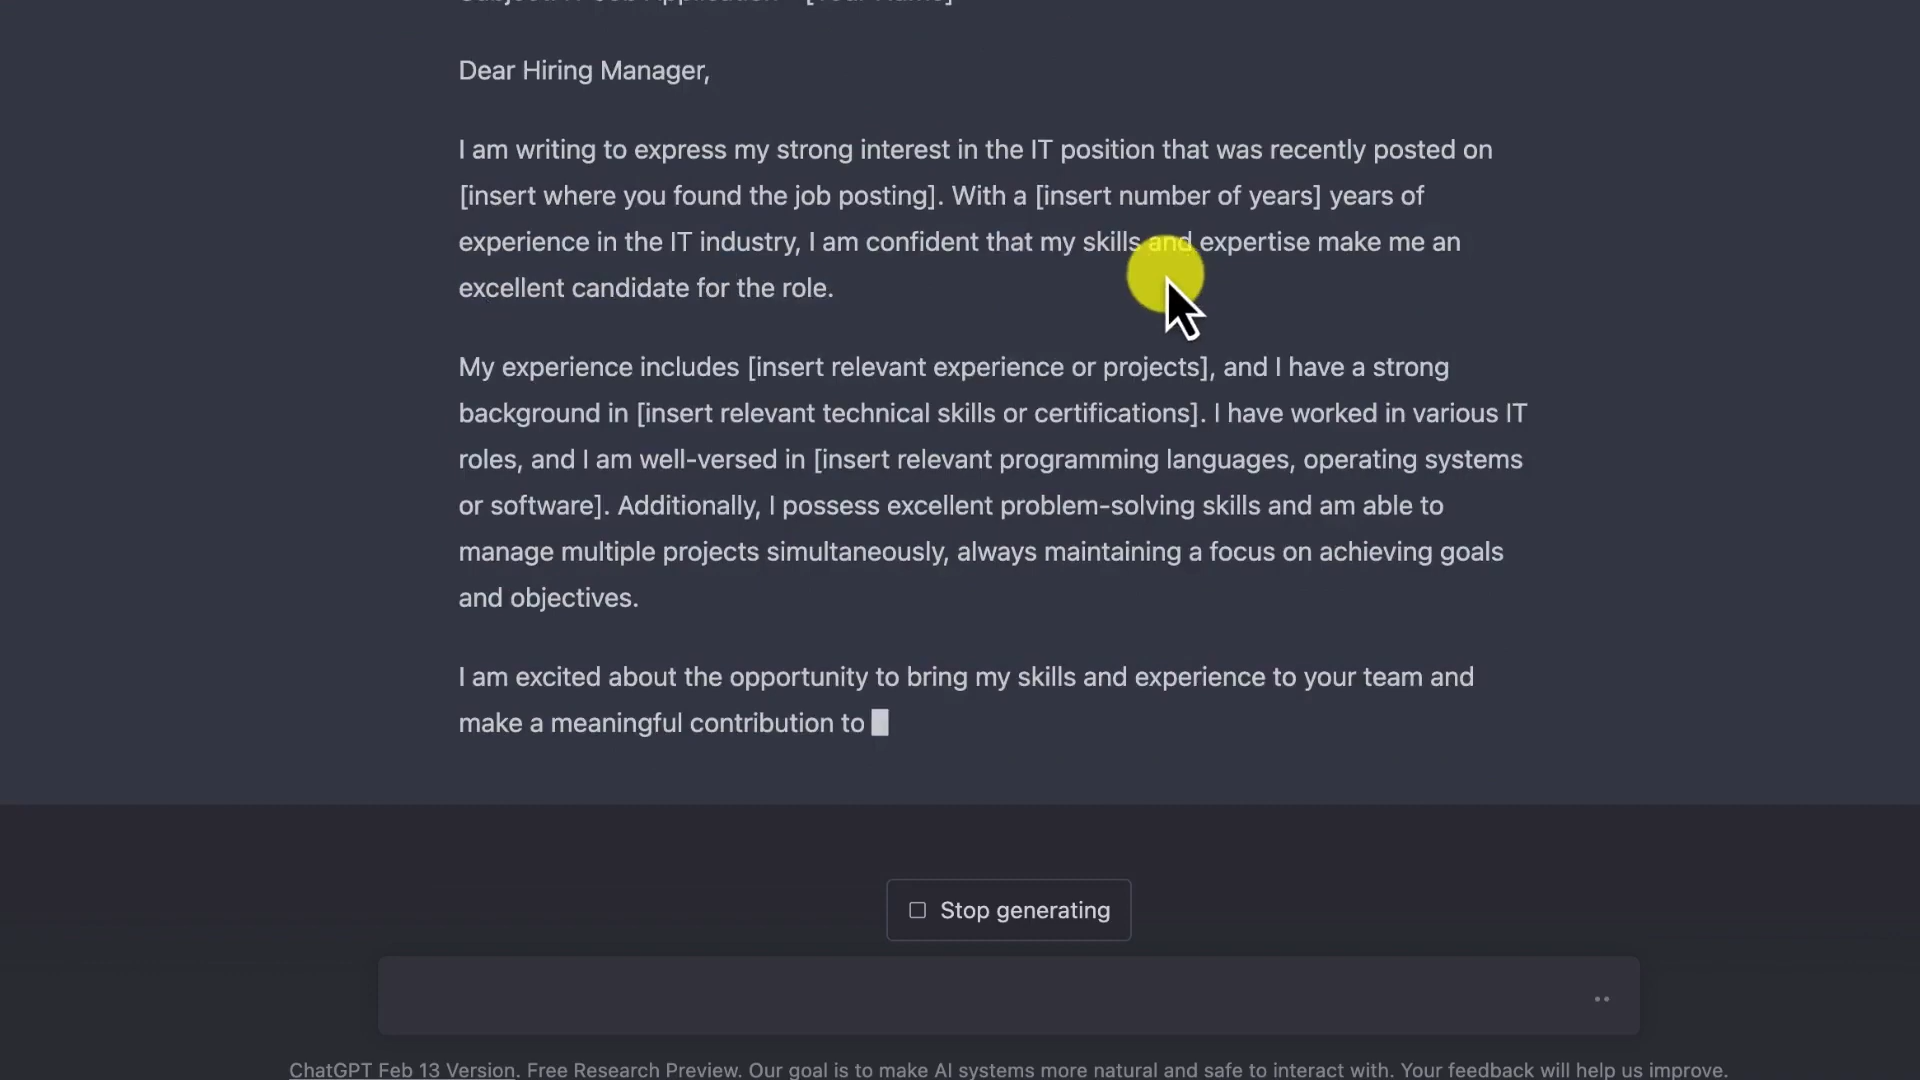 Subject: IT Job Application - [Your Name]
Dear Hiring Manager,
I am writing to express my strong interest in the IT position that was recently posted on
[insert where you found the job posting]. With a [insert number of years] years of
experience in the IT industry, I am confident that my skills and expertise make me an
excellent candidate for the role.
My experience includes [insert relevant experience or projects], and I have a strong
background in [insert relevant technical skills or certifications]. I have worked in various IT
roles, and I am well-versed in [insert relevant programming languages, operating systems
or software]. Additionally, I possess excellent problem-solving skills and am able to
manage multiple projects simultaneously, always maintaining a focus on achieving goals
and objectives.
I am excited about the opportunity to bring my skills and experience to your team and
make a meaningful contribution to
Stop generating
ChatGPT Feb 13 Version. Free Research Preview. Our goal is to make AI systems more natural and safe to interact with. Your feedback will help us improve.